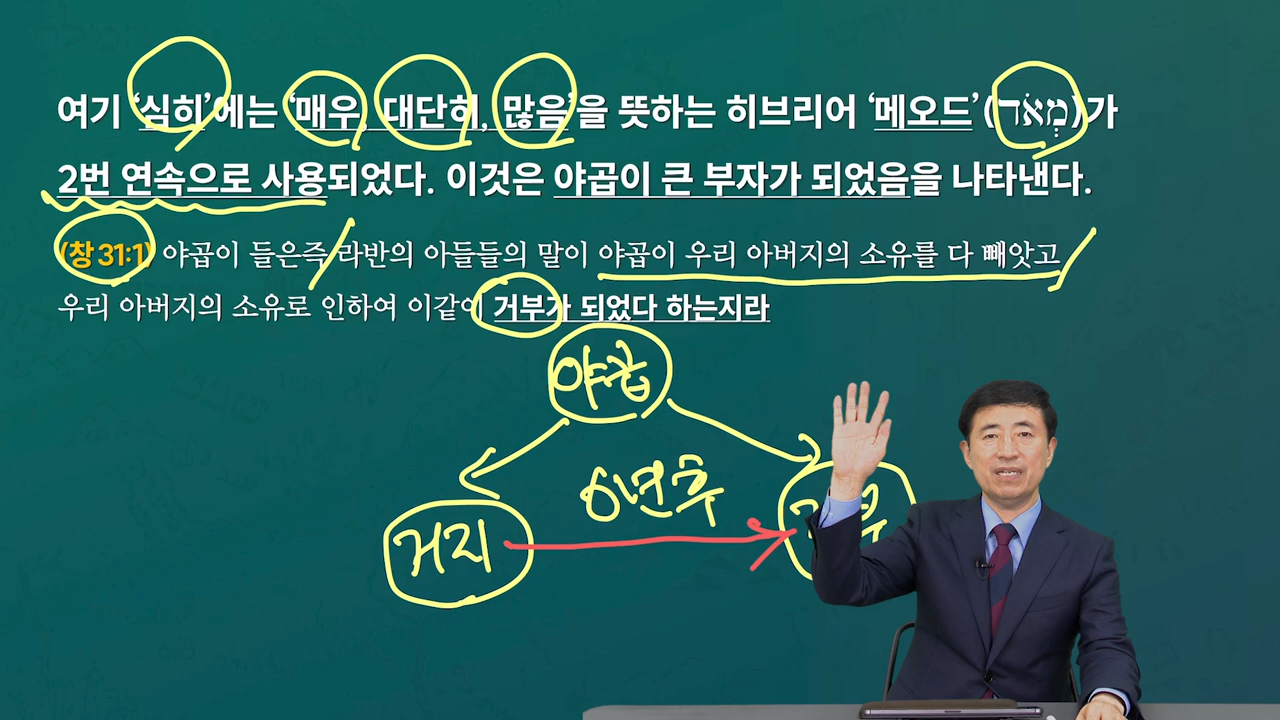 여기 ‘심히’에는 ‘매우, 대단히, 많음’을 뜻하는 히브리어 ‘메오드’(מְאֹד)가
2번 연속으로 사용되었다. 이것은 야곱이 큰 부자가 되었음을 나타낸다.
(창 31:1) 야곱이 들은즉 라반의 아들들의 말이 야곱이 우리 아버지의 소유를 다 빼앗고
우리 아버지의 소유로 인하여 이같이 거부가 되었다 하는지라
야곱
6년후
거지